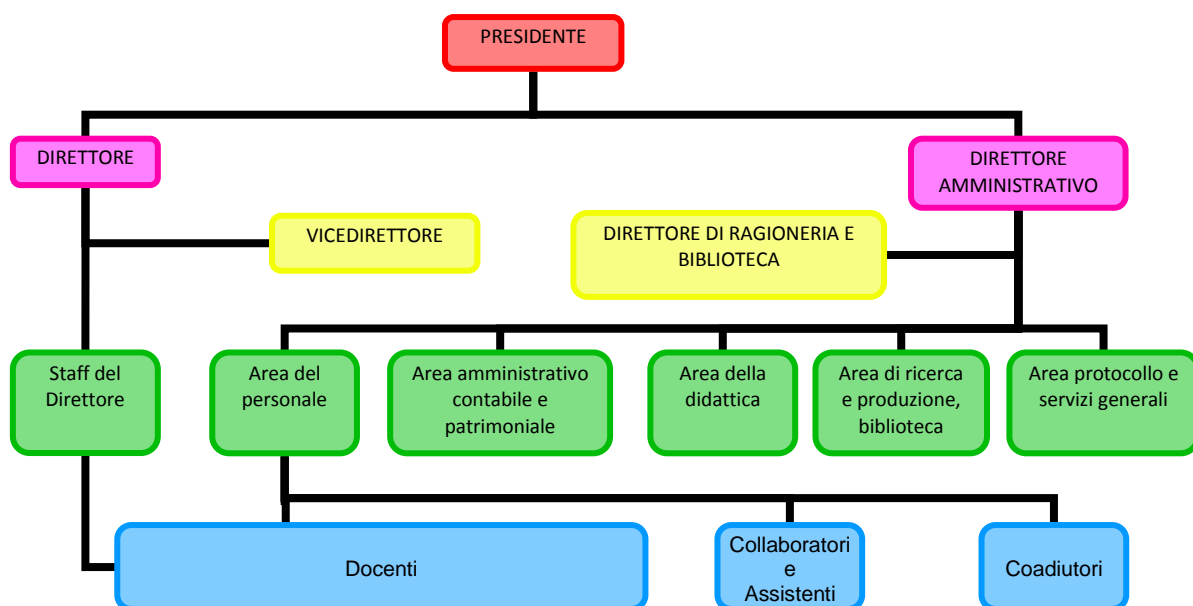 PRESIDENTE
DIRETTORE
DIRETTORE
AMMINISTRATIVO
VICEDIRETTORE
DIRETTORE DI RAGIONERIA E
BIBLIOTECA
Staff del
Direttore
Area del
personale
Area amministrativo
contabile e
patrimoniale
Area della
didattica
Area di ricerca
e produzione,
biblioteca
Area protocollo e
servizi generali
Docenti
Collaboratori
e
Assistenti
Coadiutori